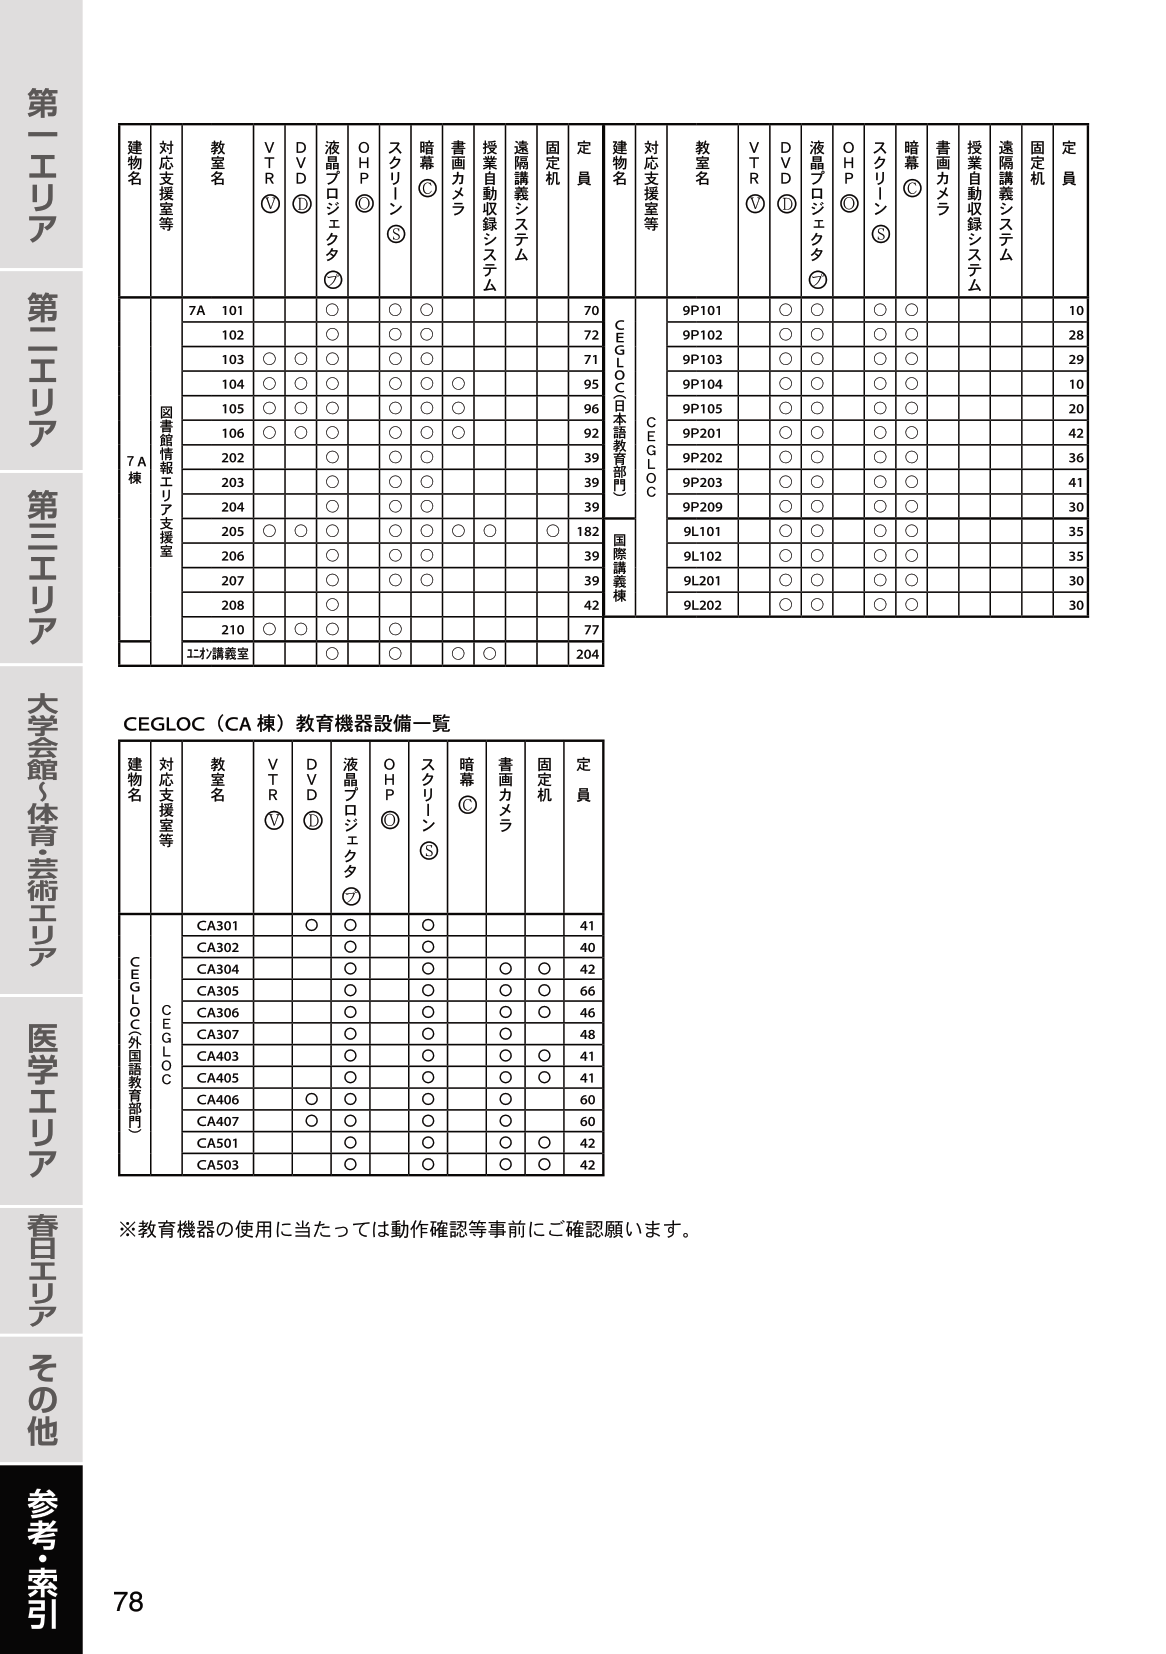 第一エリア
第二エリア
第三エリア
大学会館～体育・芸術エリア
医学エリア
春日エリア
その他
参考・索引
建物名 対応支援室等 教室名 VTRⓋ DVDⒹ 液晶プロジェクタ㋫゚ OHPⓄ スクリーンⓈ 暗幕Ⓒ 書画カメラ 授業自動収録システム 遠隔講義システム 固定机 定員
7A棟 図書館情報エリア支援室
7A 101 ○ ○ ○ 70
102 ○ ○ ○ 72
103 ○ ○ ○ ○ ○ 71
104 ○ ○ ○ ○ ○ ○ 95
105 ○ ○ ○ ○ ○ ○ 96
106 ○ ○ ○ ○ ○ ○ 92
202 ○ ○ ○ 39
203 ○ ○ ○ 39
204 ○ ○ ○ 39
205 ○ ○ ○ ○ ○ ○ ○ ○ 182
206 ○ ○ ○ 39
207 ○ ○ ○ 39
208 ○ 42
210 ○ ○ ○ ○ 77
ﾕﾆｵﾝ講義室 ○ ○ ○ ○ 204
建物名 対応支援室等 教室名 VTRⓋ DVDⒹ 液晶プロジェクタ㋫゚ OHPⓄ スクリーンⓈ 暗幕Ⓒ 書画カメラ 授業自動収録システム 遠隔講義システム 固定机 定員
CEGLOC（日本語教育部門） CEGLOC
9P101 ○ ○ ○ ○ 10
9P102 ○ ○ ○ ○ 28
9P103 ○ ○ ○ ○ 29
9P104 ○ ○ ○ ○ 10
9P105 ○ ○ ○ ○ 20
9P201 ○ ○ ○ ○ 42
9P202 ○ ○ ○ ○ 36
9P203 ○ ○ ○ ○ 41
9P209 ○ ○ ○ ○ 30
国際講義棟
9L101 ○ ○ ○ ○ 35
9L102 ○ ○ ○ ○ 35
9L201 ○ ○ ○ ○ 30
9L202 ○ ○ ○ ○ 30
CEGLOC（CA 棟）教育機器設備一覧
建物名 対応支援室等 教室名 VTRⓋ DVDⒹ 液晶プロジェクタ㋫゚ OHPⓄ スクリーンⓈ 暗幕Ⓒ 書画カメラ 固定机 定員
CEGLOC（外国語教育部門） CEGLOC
CA301 ○ ○ ○ 41
CA302 ○ ○ 40
CA304 ○ ○ ○ ○ 42
CA305 ○ ○ ○ ○ 66
CA306 ○ ○ ○ ○ 46
CA307 ○ ○ ○ 48
CA403 ○ ○ ○ ○ 41
CA405 ○ ○ ○ ○ 41
CA406 ○ ○ ○ ○ 60
CA407 ○ ○ ○ ○ 60
CA501 ○ ○ ○ ○ 42
CA503 ○ ○ ○ ○ 42
※教育機器の使用に当たっては動作確認等事前にご確認願います。
78